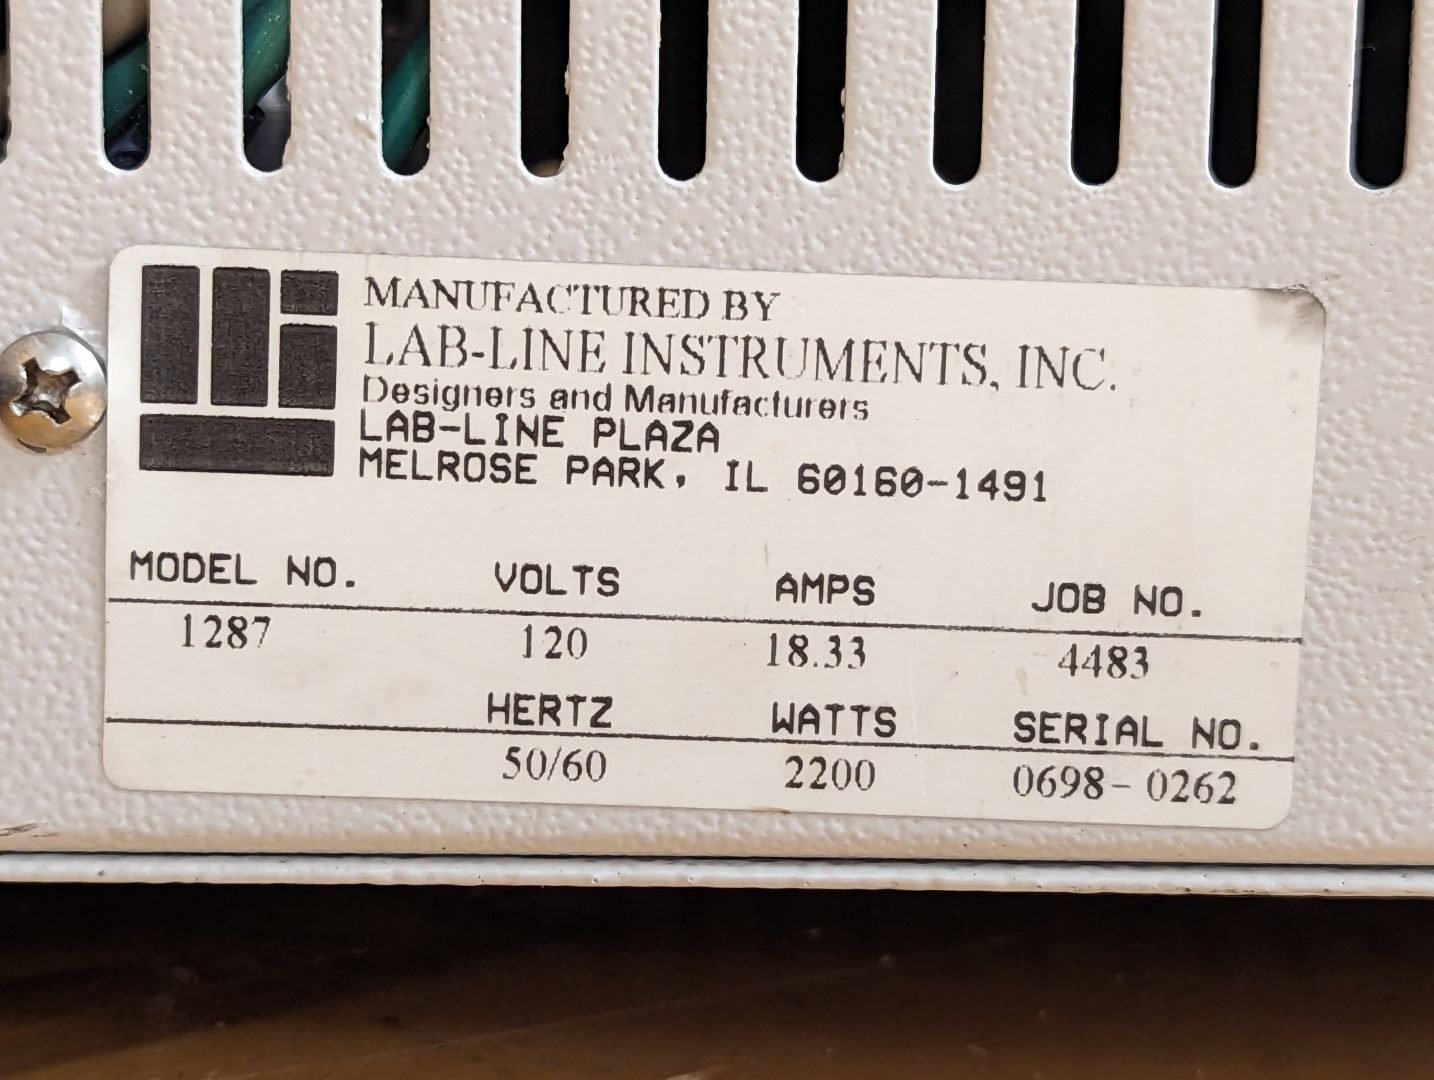 MANUFACTURED BY
LAB-LINE INSTRUMENTS, INC.
Designers and Manufacturers
LAB-LINE PLAZA
MELROSE PARK, IL 60160-1491
MODEL NO. VOLTS AMPS JOB NO.
1287 120 18.33 4483
HERTZ WATTS SERIAL NO.
50/60 2200 0698- 0262